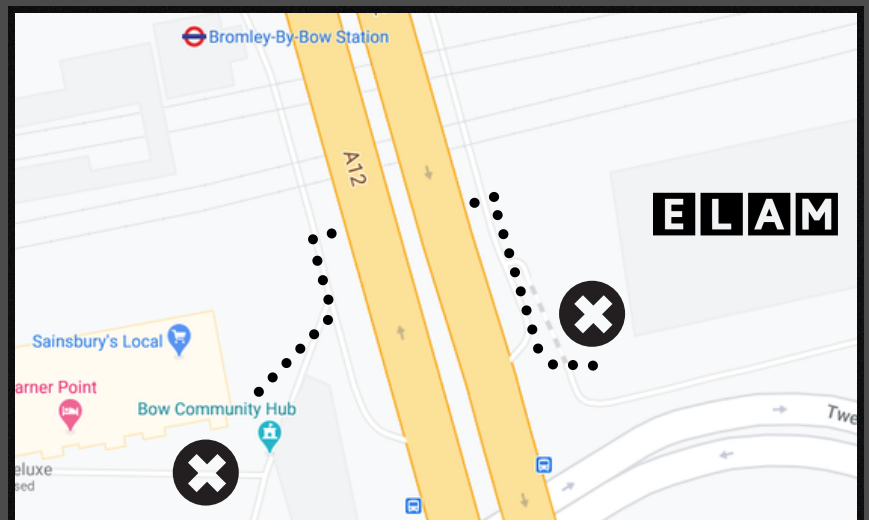 Bromley-By-Bow Station
A12
ELAM
Sainsbury's Local
arner Point
Bow Community Hub
Twe
eluxe
sed